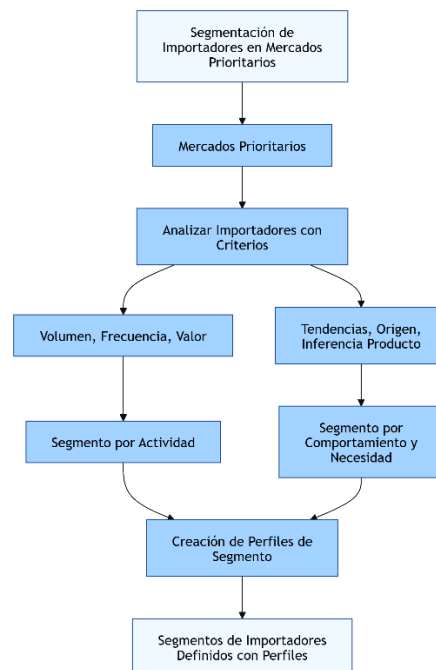 Segmentación de
Importadores en Mercados
Prioritarios
Mercados Prioritarios
Analizar Importadores con
Criterios
Volumen, Frecuencia, Valor
Tendencias, Origen,
Inferencia Producto
Segmento por Actividad
Segmento por
Comportamiento y
Necesidad
Creación de Perfiles de
Segmento
Segmentos de Importadores
Definidos con Perfiles